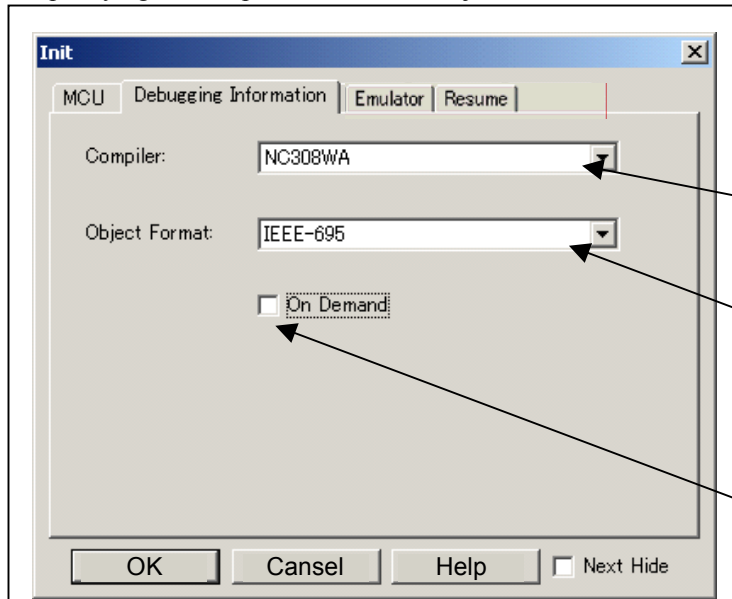 Init
MCU Debugging Information Emulator Resume
Compiler: NC308WA
Object Format: IEEE-695
On Demand
OK Cansel Help Next Hide